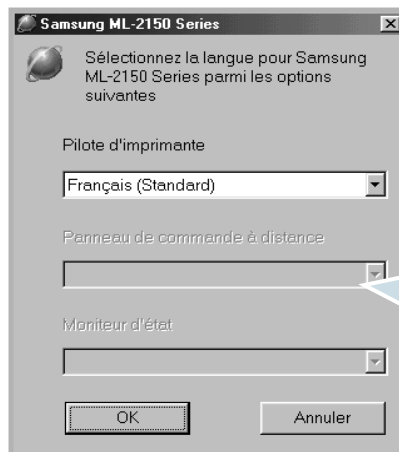 Samsung ML-2150 Series
Sélectionnez la langue pour Samsung
ML-2150 Series parmi les options
suivantes
Pilote d'imprimante
Français (Standard)
Panneau de commande à distance
Moniteur d'état
OK
Annuler